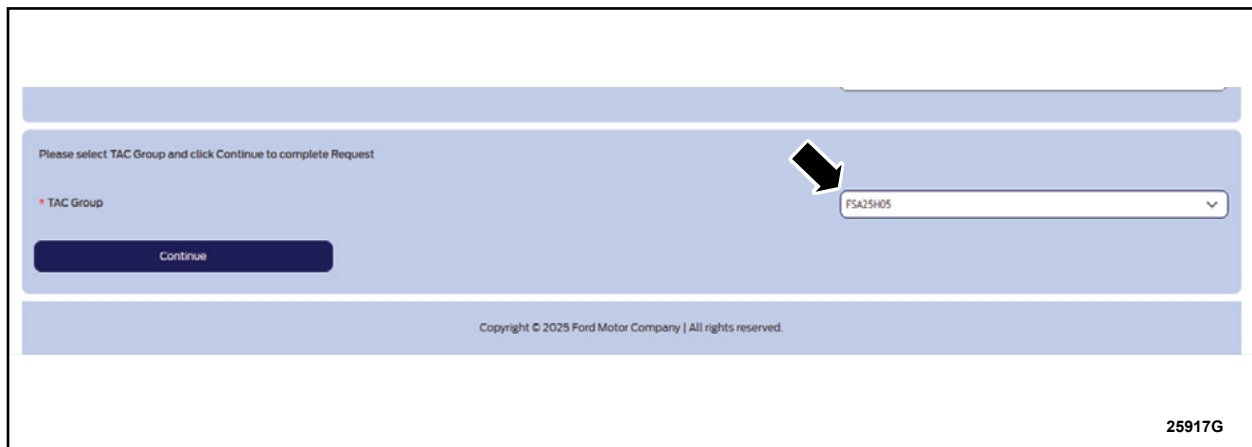 Please select TAC Group and click Continue to complete Request
* TAC Group
FSA25H05
Continue
Copyright © 2025 Ford Motor Company | All rights reserved.
25917G